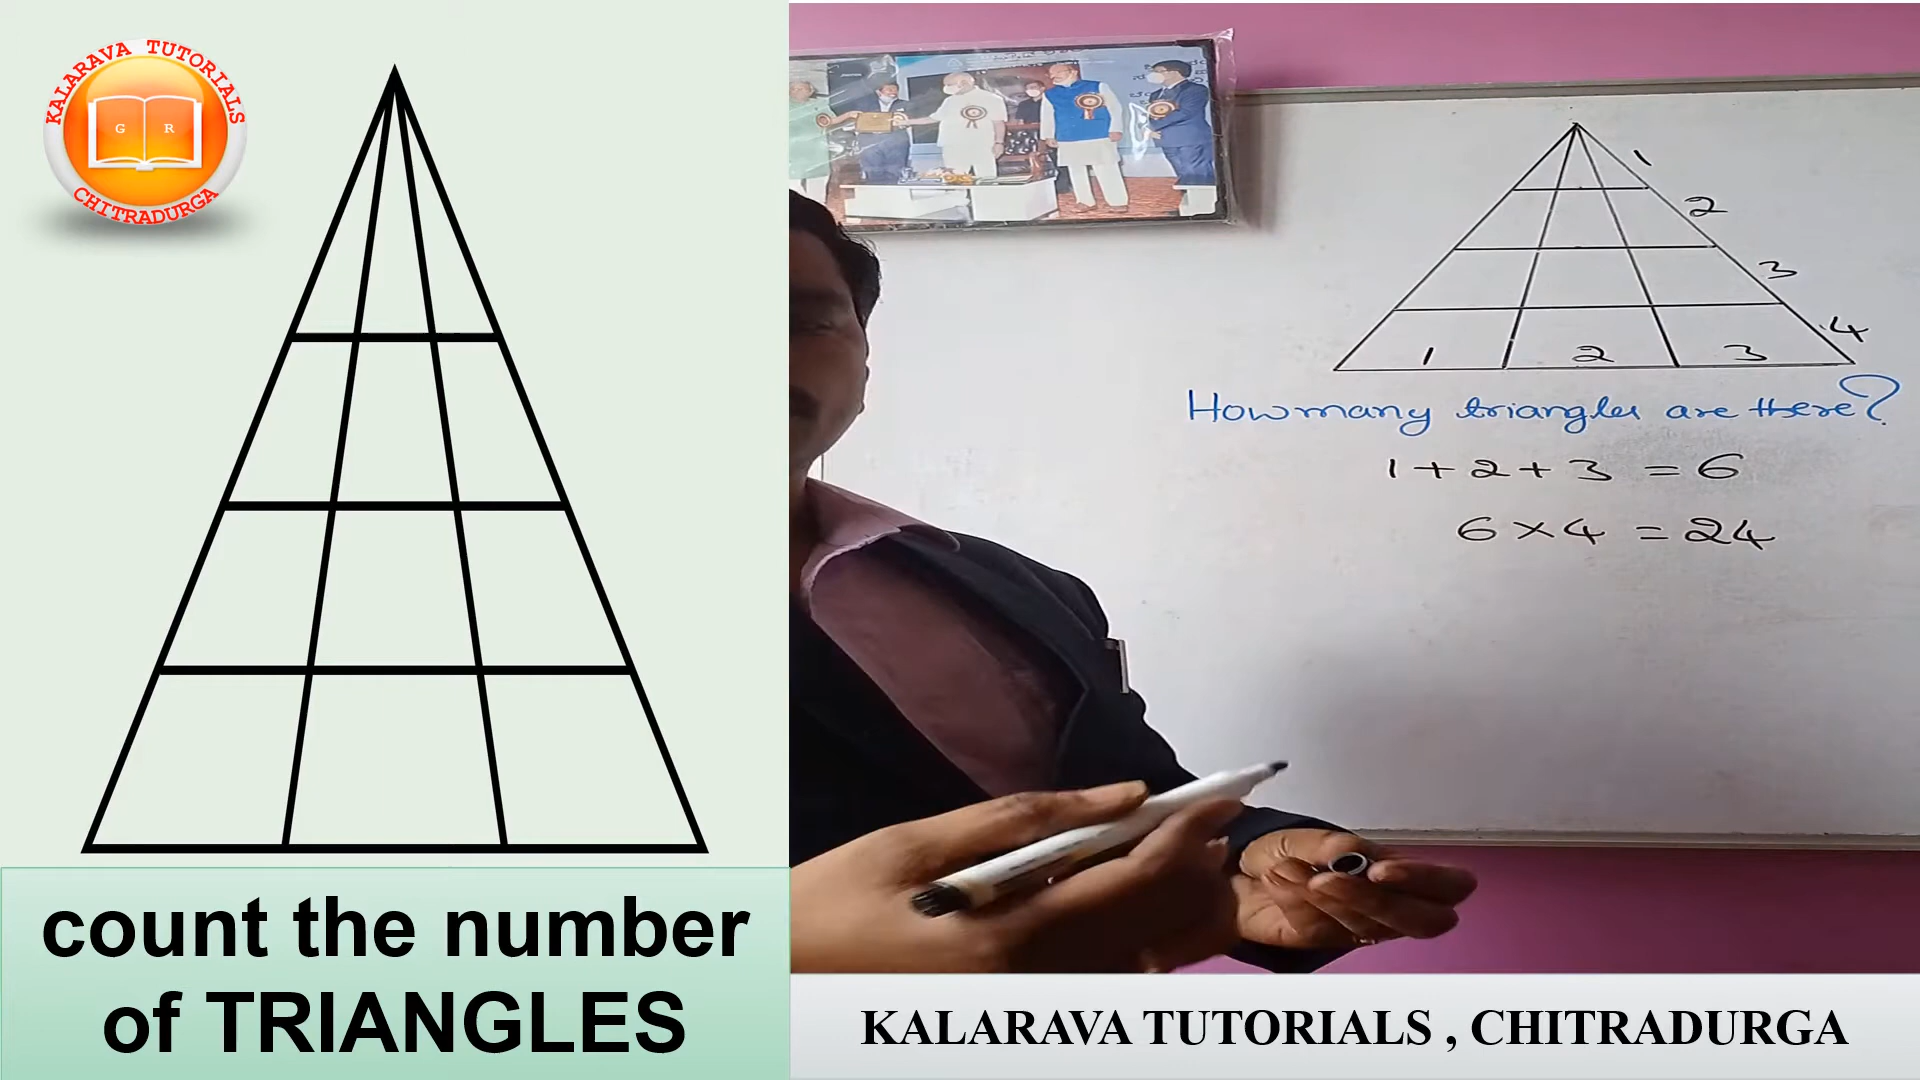 KALARAVA TUTORIALS
G R
CHITRADURGA
1
2
3
4
1 2 3
How many triangles are there?
1+2+3 = 6
6×4 = 24
count the number
of TRIANGLES
KALARAVA TUTORIALS , CHITRADURGA